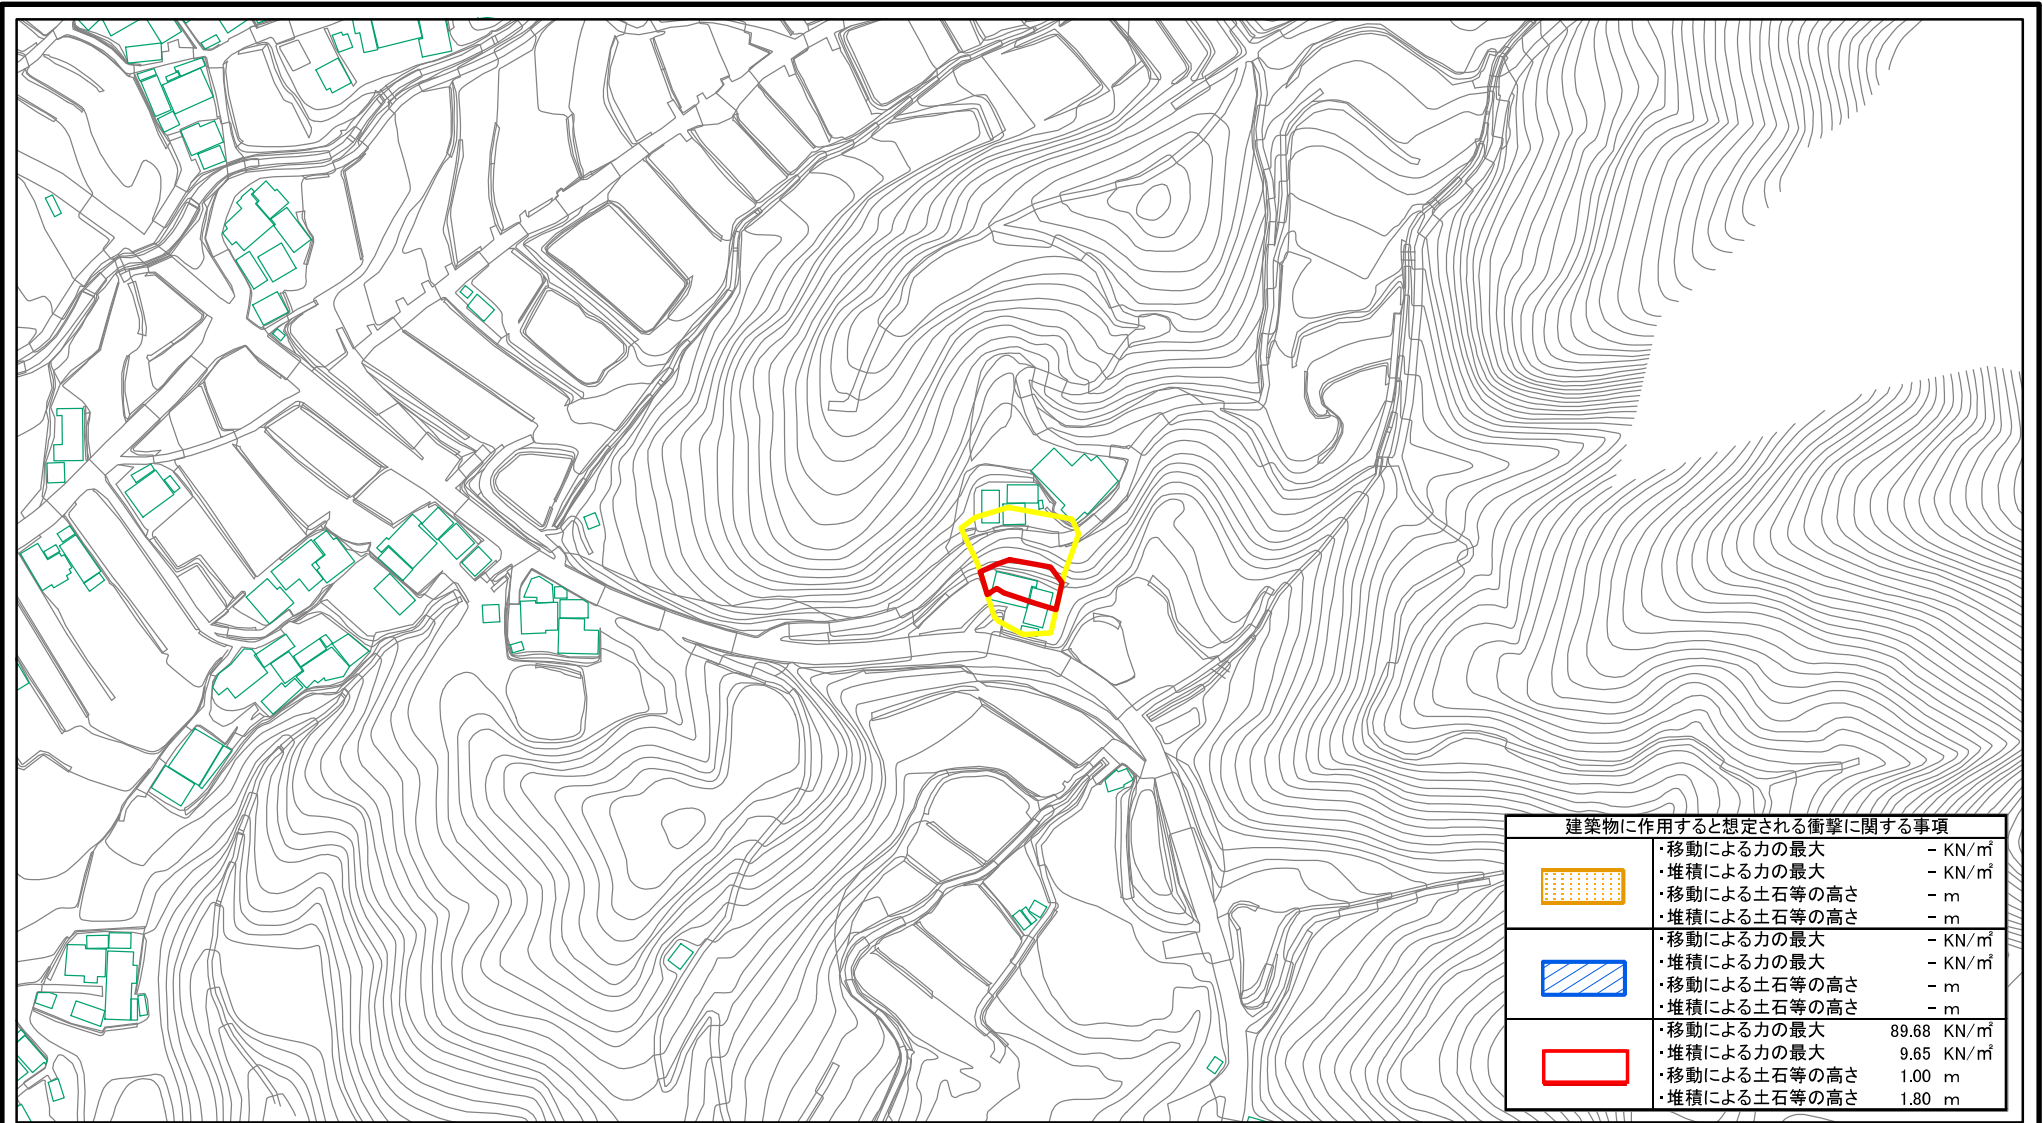 建築物に作用すると想定される衝撃に関する事項
・移動による力の最大 - KN/㎡
・堆積による力の最大 - KN/㎡
・移動による土石等の高さ - m
・堆積による土石等の高さ - m
・移動による力の最大 - KN/㎡
・堆積による力の最大 - KN/㎡
・移動による土石等の高さ - m
・堆積による土石等の高さ - m
・移動による力の最大 89.68 KN/㎡
・堆積による力の最大 9.65 KN/㎡
・移動による土石等の高さ 1.00 m
・堆積による土石等の高さ 1.80 m